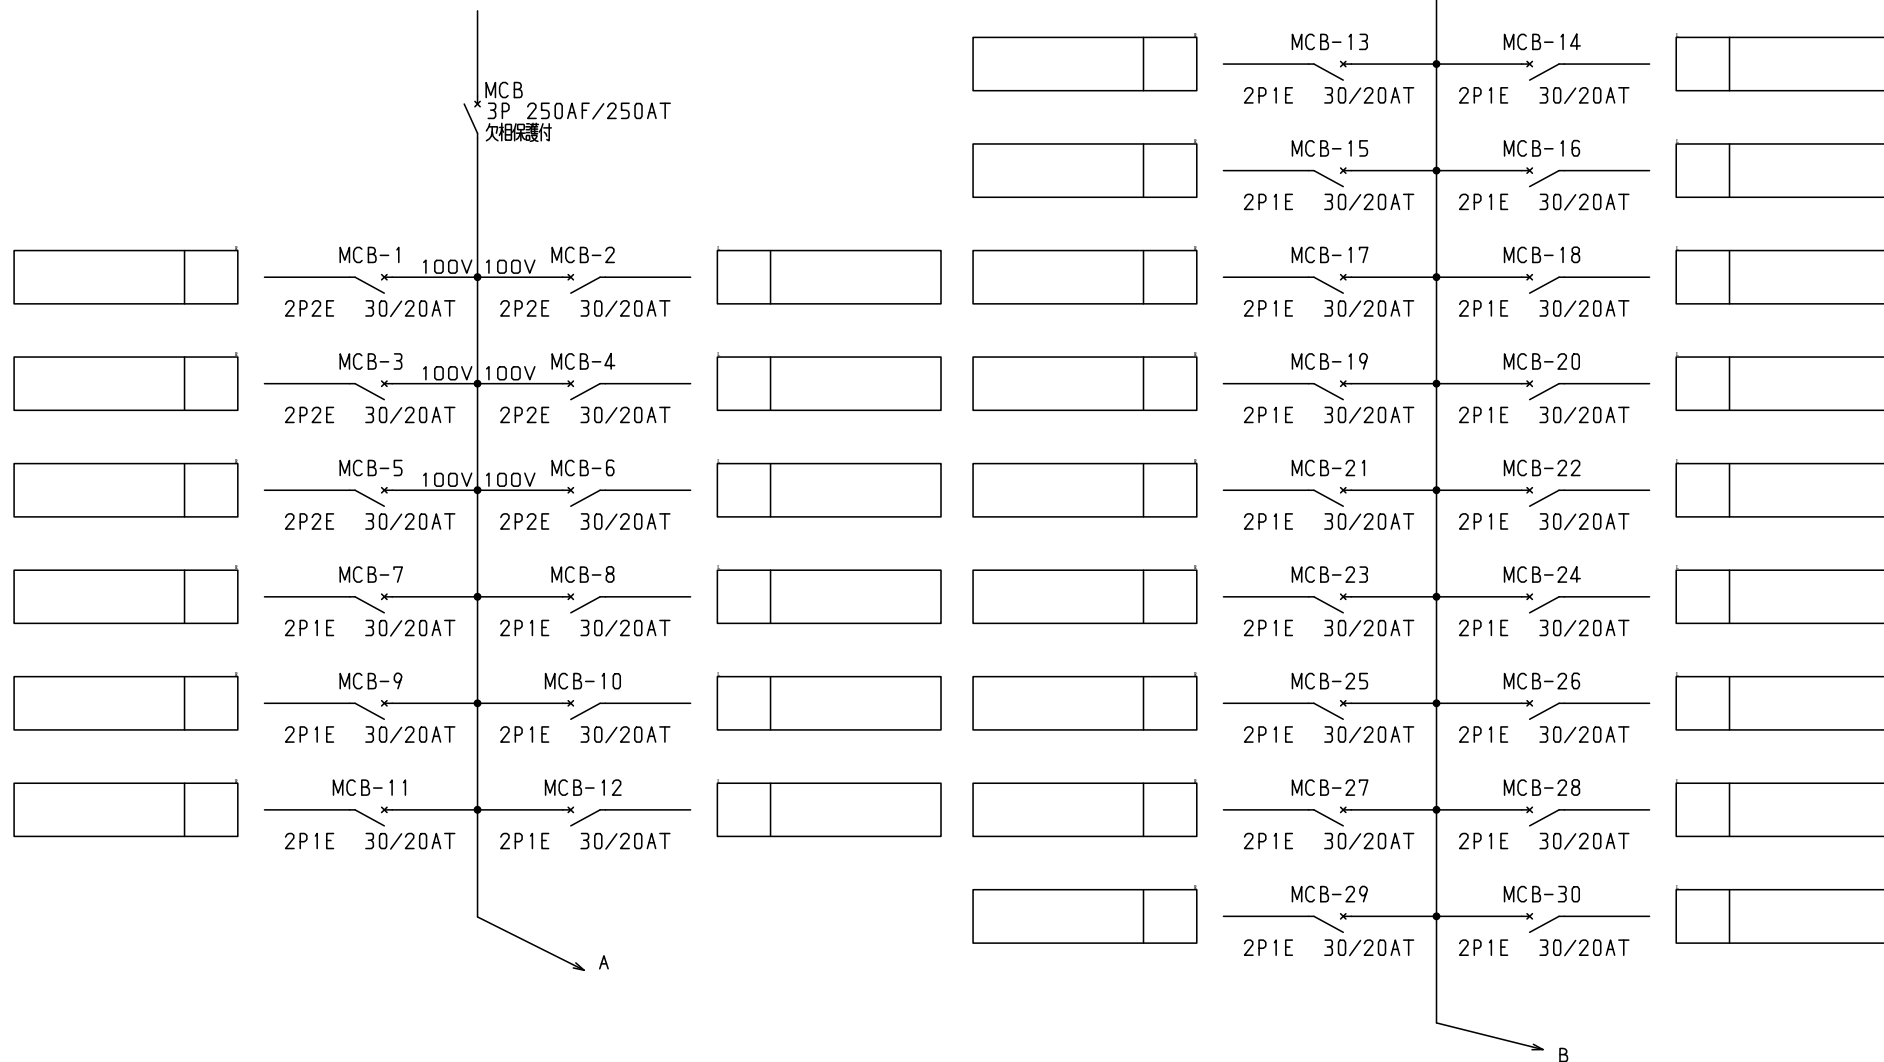 MCB
3P 250AF/250AT
欠相保護付
MCB-1 100V 100V MCB-2
2P2E 30/20AT 2P2E 30/20AT
MCB-3 100V 100V MCB-4
2P2E 30/20AT 2P2E 30/20AT
MCB-5 100V 100V MCB-6
2P2E 30/20AT 2P2E 30/20AT
MCB-7 MCB-8
2P1E 30/20AT 2P1E 30/20AT
MCB-9 MCB-10
2P1E 30/20AT 2P1E 30/20AT
MCB-11 MCB-12
2P1E 30/20AT 2P1E 30/20AT
A
MCB-13 MCB-14
2P1E 30/20AT 2P1E 30/20AT
MCB-15 MCB-16
2P1E 30/20AT 2P1E 30/20AT
MCB-17 MCB-18
2P1E 30/20AT 2P1E 30/20AT
MCB-19 MCB-20
2P1E 30/20AT 2P1E 30/20AT
MCB-21 MCB-22
2P1E 30/20AT 2P1E 30/20AT
MCB-23 MCB-24
2P1E 30/20AT 2P1E 30/20AT
MCB-25 MCB-26
2P1E 30/20AT 2P1E 30/20AT
MCB-27 MCB-28
2P1E 30/20AT 2P1E 30/20AT
MCB-29 MCB-30
2P1E 30/20AT 2P1E 30/20AT
B